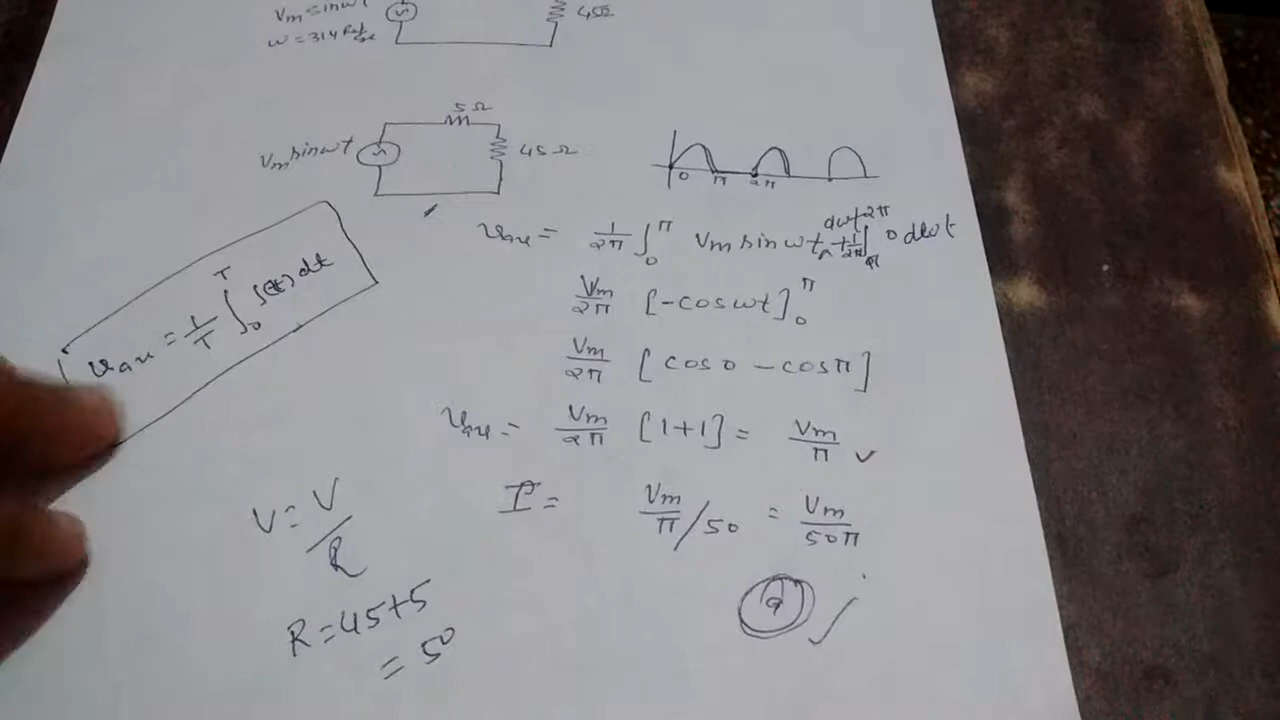 Vm sinωt
45Ω
ω = 314 Rad/sec
5Ω
Vm sinωt
45Ω
0 π 2π
Vav = 1/2π ∫₀^π Vm sin ωt dωt + 1/2π ∫π^2π 0 dωt
Vm/2π [-cosωt]₀^π
Vm/2π [cos0 - cosπ]
Vav = Vm/2π [1+1] = Vm/π V
I = Vm/π/50 = Vm/50π
Vav = 1/T ∫₀^T f(t) dt
V = V/R
R = 45+5
= 50